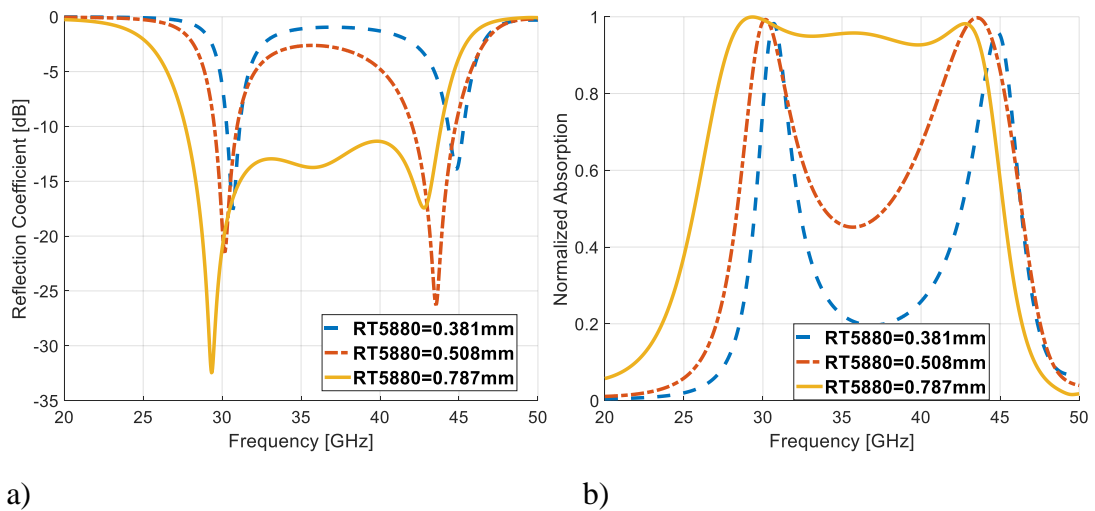 0
-5
-10
-15
-20
-25
-30
-35
Reflection Coefficient [dB]
RT5880=0.381mm
RT5880=0.508mm
RT5880=0.787mm
20 25 30 35 40 45 50
Frequency [GHz]
a)
1
0.8
0.6
0.4
0.2
0
Normalized Absorption
RT5880=0.381mm
RT5880=0.508mm
RT5880=0.787mm
20 25 30 35 40 45 50
Frequency [GHz]
b)